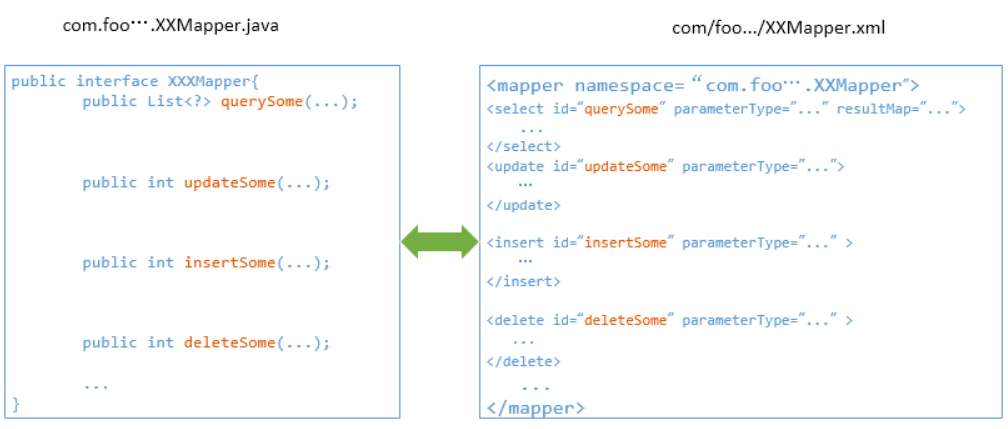 com.foo⋯.XXMapper.java
public interface XXXMapper{
public List<?> querySome(...);
public int updateSome(...);
public int insertSome(...);
public int deleteSome(...);
...
}
com/foo.../XXMapper.xml
<mapper namespace=“com.foo⋯.XXMapper”>
<select id=“querySome” parameterType=”...” resultMap=”...”>
...
</select>
<update id=“updateSome” parameterType=”...”>
...
</update>
<insert id=“insertSome” parameterType=”...” >
...
</insert>
<delete id=“deleteSome” parameterType=”...” >
...
</delete>
...
</mapper>